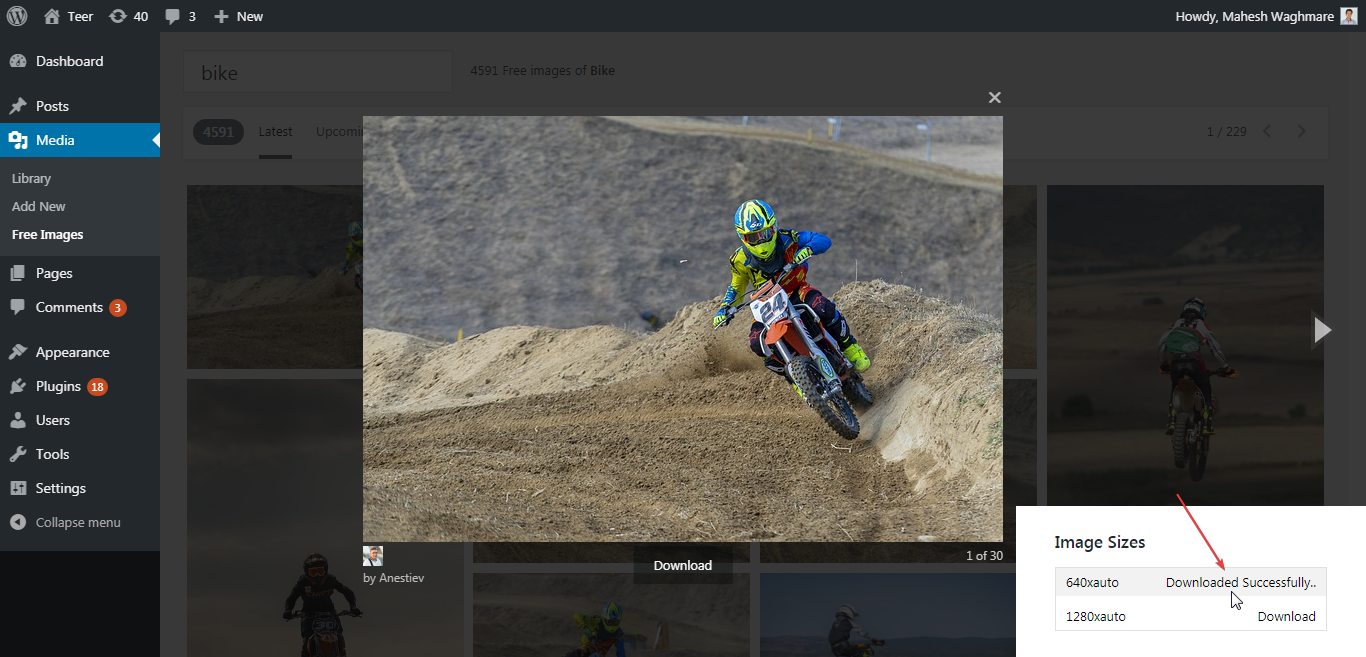 Teer 40 3 New
Howdy, Mahesh Waghmare
Dashboard
Posts
Media
Library
Add New
Free Images
Pages
Comments 3
Appearance
Plugins 18
Users
Tools
Settings
Collapse menu
bike
4591 Free images of Bike
4591 Latest Upcomin
1 / 229
24
by Anestiev
Download
1 of 30
Image Sizes
640xauto Downloaded Successfully..
1280xauto Download